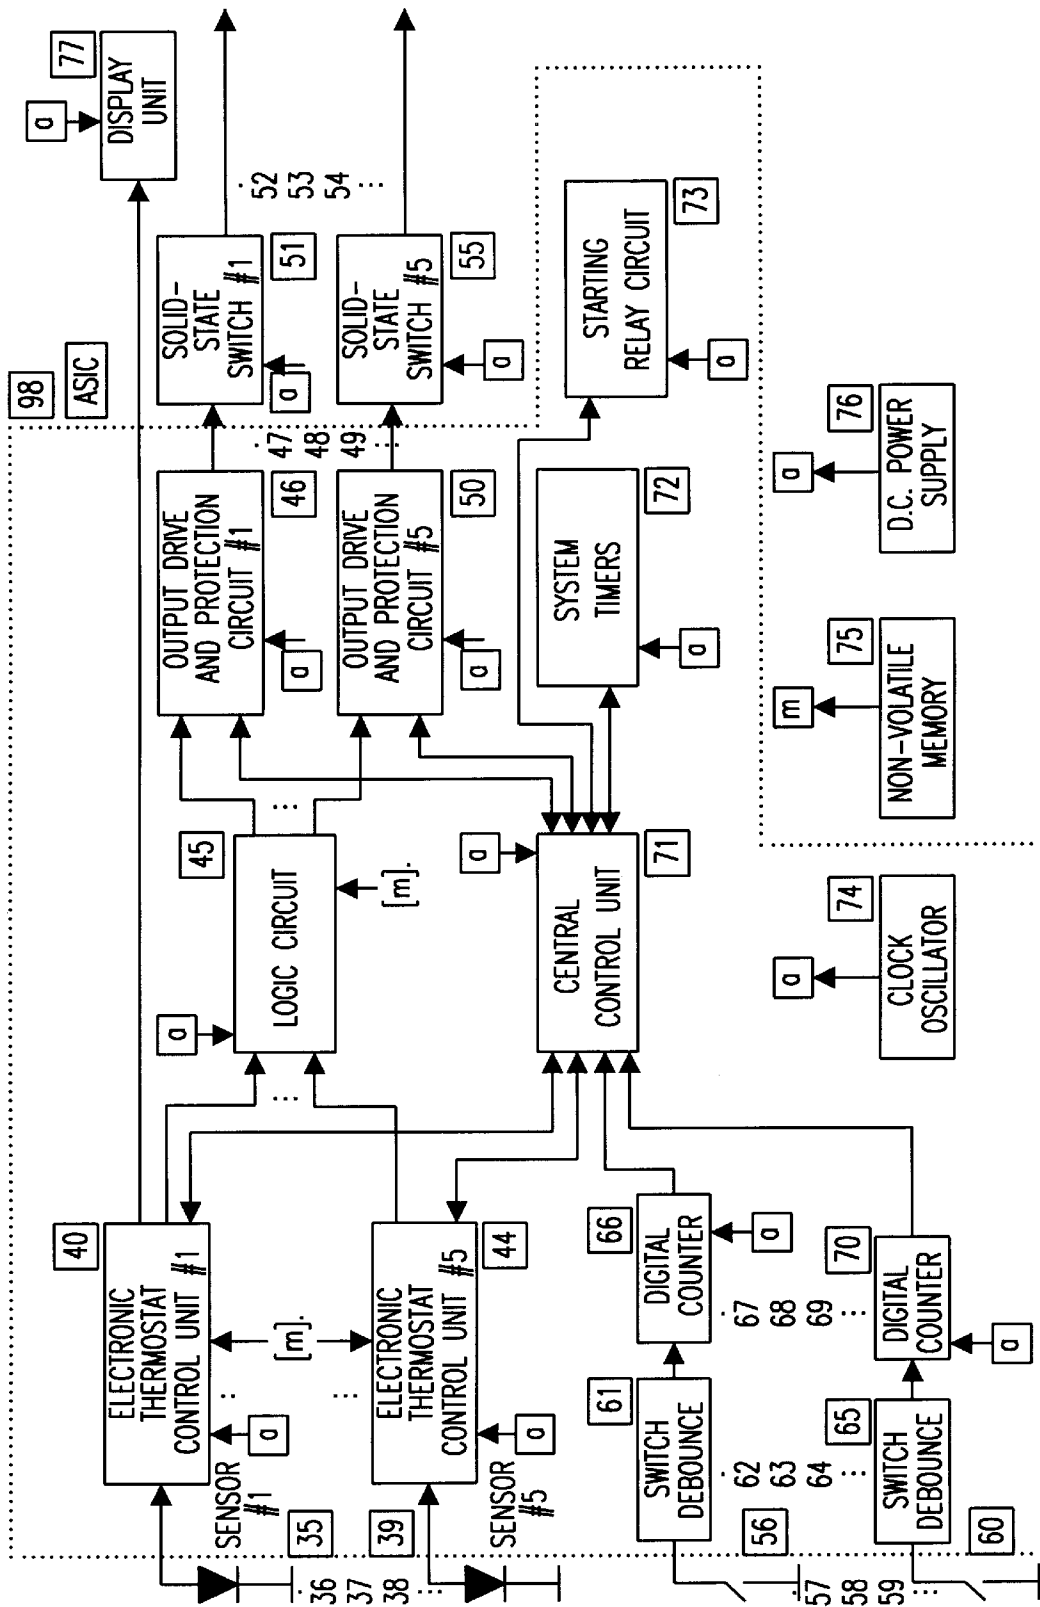 98
ASIC
77
DISPLAY
UNIT
a
40
ELECTRONIC
THERMOSTAT
CONTROL UNIT #1
a
SENSOR
#1
35
36
37
38
[m].
39
ELECTRONIC
THERMOSTAT
CONTROL UNIT #5
44
a
SENSOR
#5
45
LOGIC CIRCUIT
a
[m].
OUTPUT DRIVE
AND PROTECTION
CIRCUIT #1
46
a
47
48
49
OUTPUT DRIVE
AND PROTECTION
CIRCUIT #5
50
a
SOLID-
STATE
SWITCH #1
51
a
52
53
54
SOLID-
STATE
SWITCH #5
55
a
56
57
58
59
60
61
SWITCH
DEBOUNCE
62
63
64
65
SWITCH
DEBOUNCE
66
DIGITAL
COUNTER
a
67
68
69
70
DIGITAL
COUNTER
a
a
CENTRAL
CONTROL UNIT
71
SYSTEM
TIMERS
72
a
STARTING
RELAY CIRCUIT
73
a
a
74
CLOCK
OSCILLATOR
m
75
NON-VOLATILE
MEMORY
a
76
D.C. POWER
SUPPLY